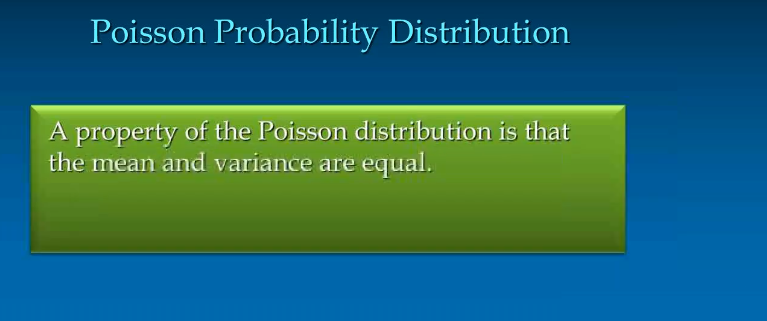 Poisson Probability Distribution
A property of the Poisson distribution is that
the mean and variance are equal.